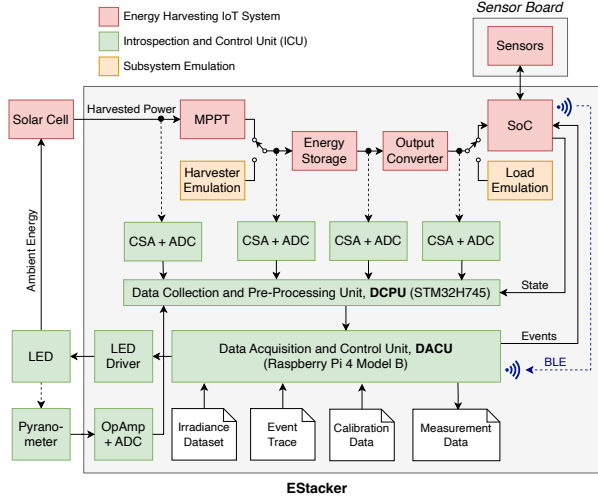 Energy Harvesting IoT System
Introspection and Control Unit (ICU)
Subsystem Emulation
Sensor Board
Sensors
Solar Cell
Harvested Power
MPPT
Energy
Storage
Output
Converter
SoC
Harvester
Emulation
Load
Emulation
Ambient Energy
CSA + ADC
CSA + ADC
CSA + ADC
CSA + ADC
Data Collection and Pre-Processing Unit, DCPU (STM32H745)
State
LED
LED
Driver
Data Acquisition and Control Unit, DACU
(Raspberry Pi 4 Model B)
Events
BLE
Pyrano-
meter
OpAmp
+ ADC
Irradiance
Dataset
Event
Trace
Calibration
Data
Measurement
Data
EStacker